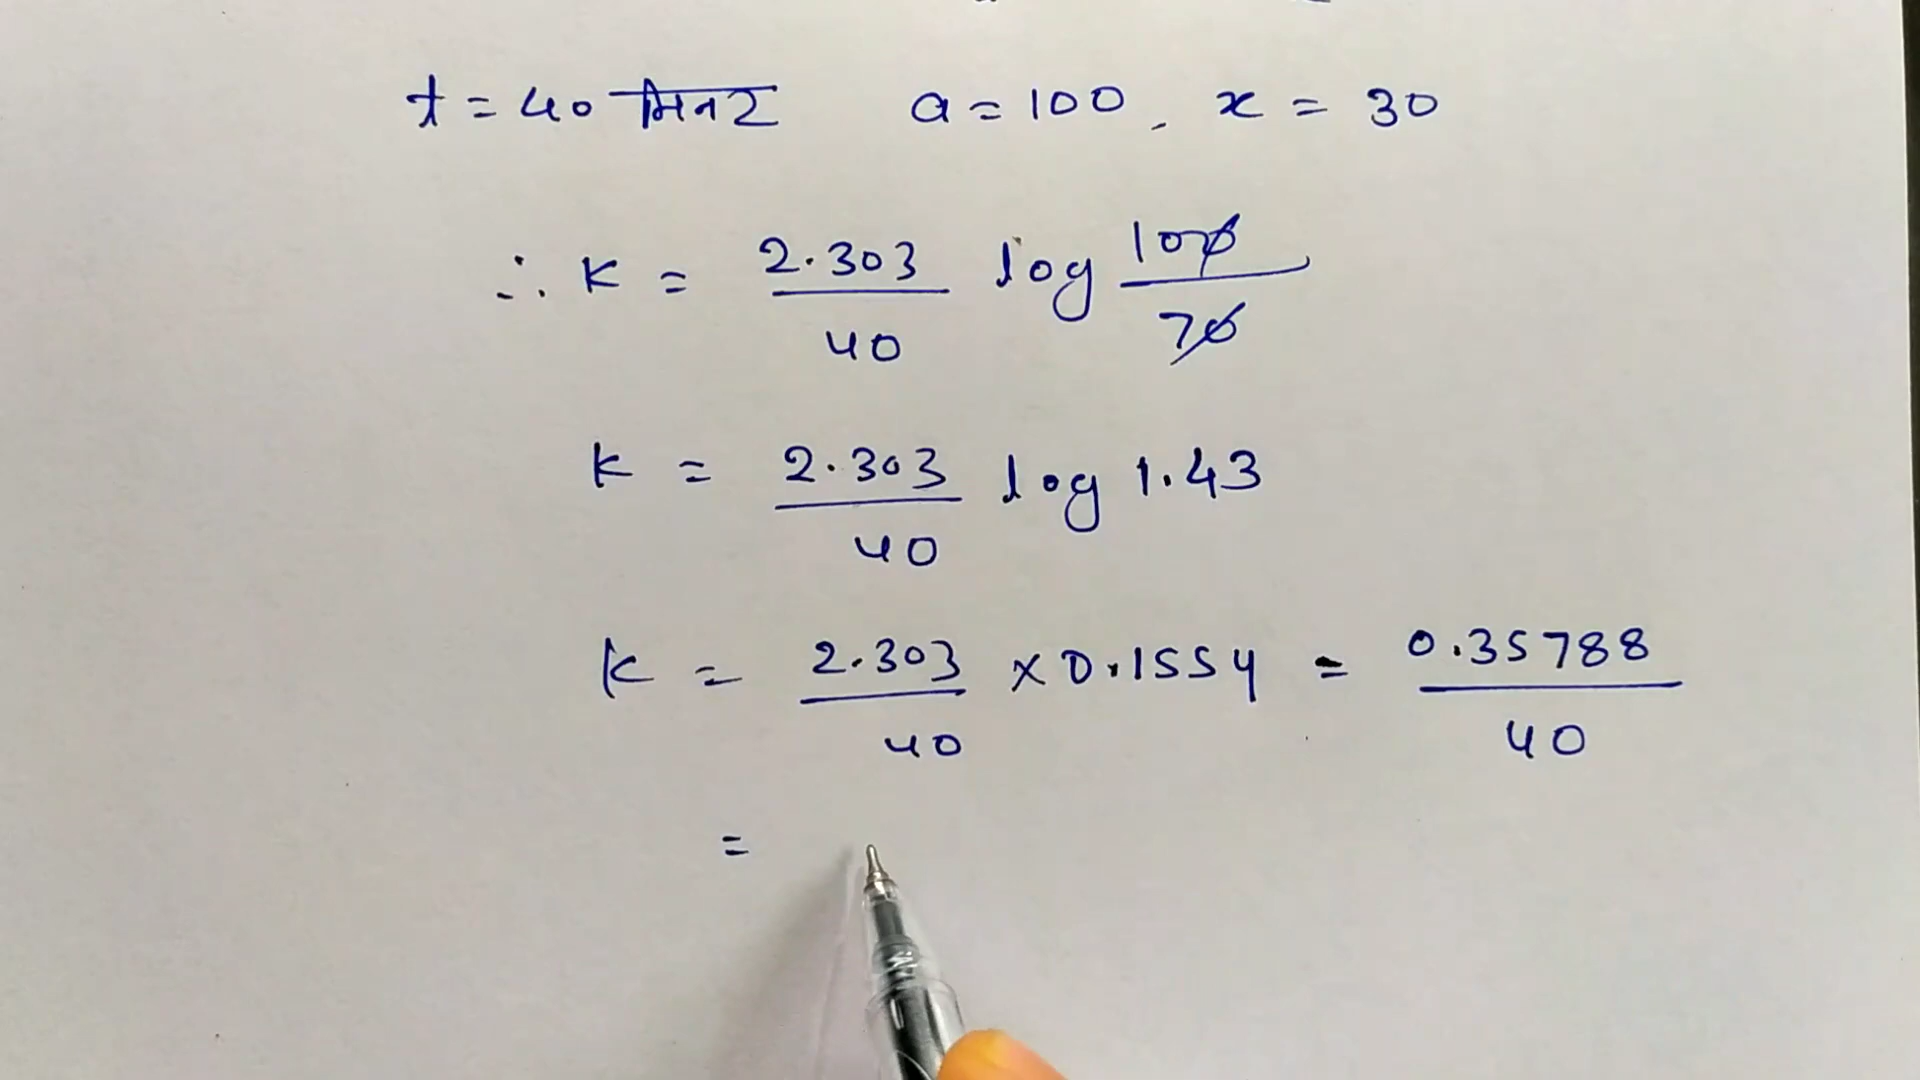 t = 40 मिनट a = 100, x = 30
∴ K = 2.303/40 log 100/70
K = 2.303/40 log 1.43
K = 2.303/40 × 0.1554 = 0.35788/40
=